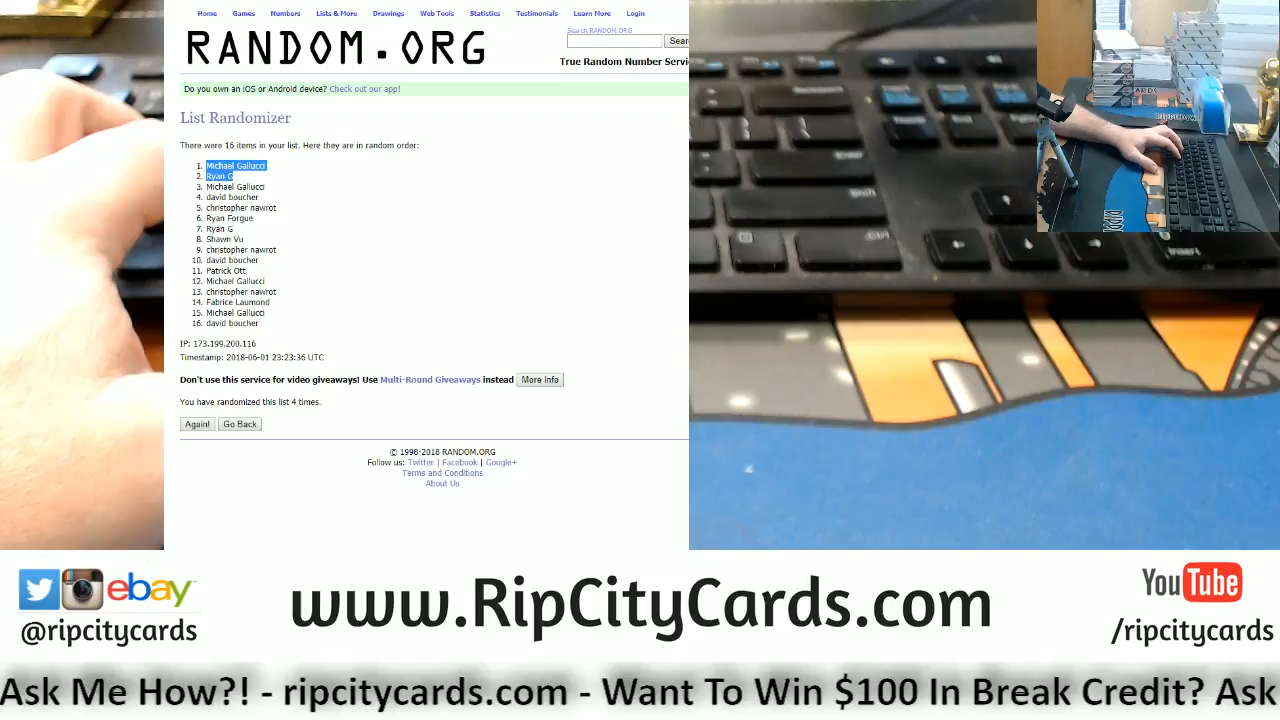 Home Games Numbers Lists & More Drawings Web Tools Statistics Testimonials Learn More Login
Search RANDOM.ORG
RANDOM.ORG
Sear
True Random Number Servi
Do you own an iOS or Android device? Check out our app!
List Randomizer
There were 16 items in your list. Here they are in random order:
1. Michael Gallucci
2. Ryan G
3. Michael Gallucci
4. david boucher
5. christopher nawrot
6. Ryan Forgue
7. Ryan G
8. Shawn Vu
9. christopher nawrot
10. david boucher
11. Patrick Ott
12. Michael Gallucci
13. christopher nawrot
14. Fabrice Laumond
15. Michael Gallucci
16. david boucher
IP: 173.199.200.116
Timestamp: 2018-06-01 23:23:36 UTC
Don't use this service for video giveaways! Use Multi-Round Giveaways instead More Info
You have randomized this list 4 times.
Again! Go Back
© 1998-2018 RANDOM.ORG
Follow us: Twitter | Facebook | Google+
Terms and Conditions
About Us
ebay
@ripcitycards
www.RipCityCards.com
YouTube
/ripcitycards
Ask Me How?! - ripcitycards.com - Want To Win $100 In Break Credit? Ask